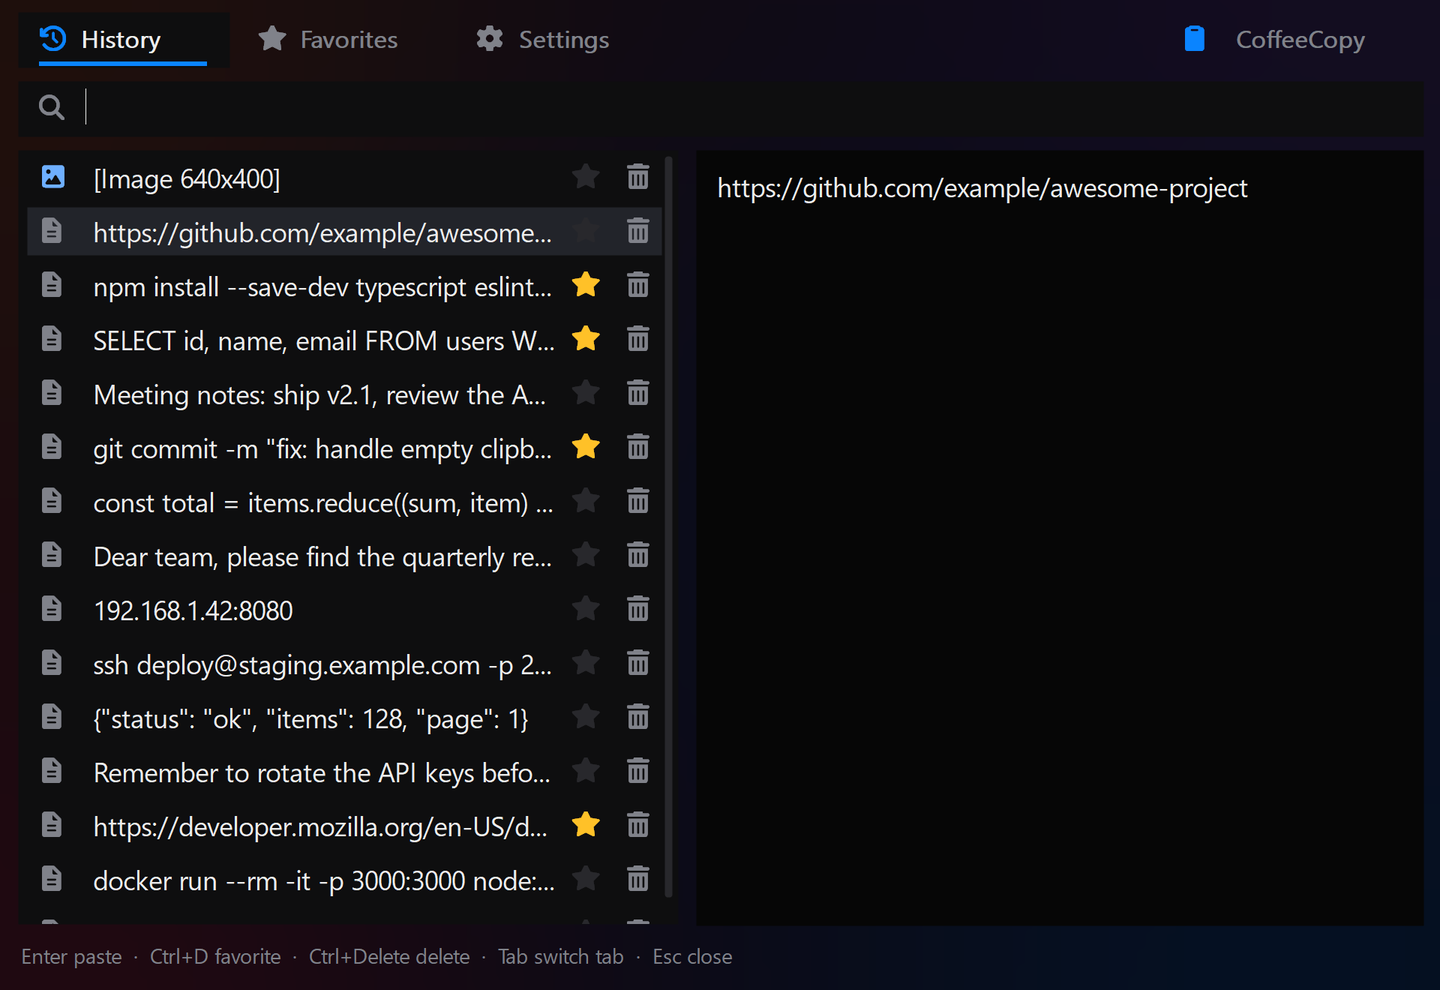 History
Favorites
Settings
CoffeeCopy
[Image 640x400]
https://github.com/example/awesome...
npm install --save-dev typescript eslint...
SELECT id, name, email FROM users W...
Meeting notes: ship v2.1, review the A...
git commit -m "fix: handle empty clipb...
const total = items.reduce((sum, item) ...
Dear team, please find the quarterly re...
192.168.1.42:8080
ssh deploy@staging.example.com -p 2...
{"status": "ok", "items": 128, "page": 1}
Remember to rotate the API keys befo...
https://developer.mozilla.org/en-US/d...
docker run --rm -it -p 3000:3000 node:...
https://github.com/example/awesome-project
Enter paste · Ctrl+D favorite · Ctrl+Delete delete · Tab switch tab · Esc close